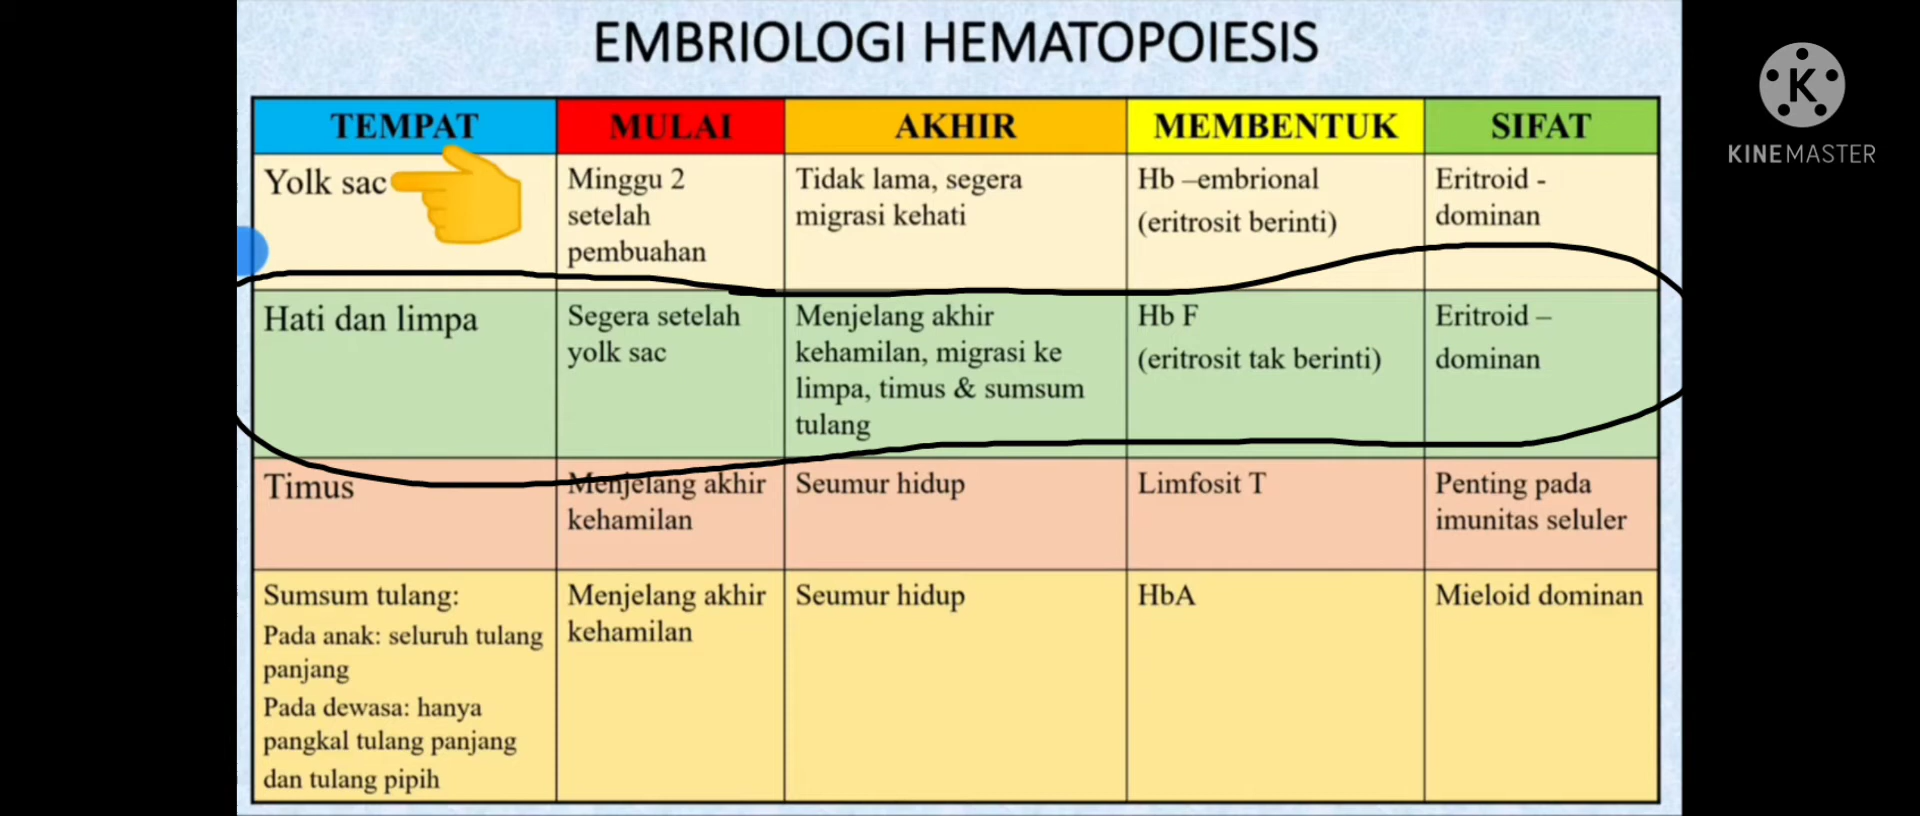 EMBRIOLOGI HEMATOPOIESIS
K
KINEMASTER
TEMPAT
MULAI
AKHIR
MEMBENTUK
SIFAT
Yolk sac
Minggu 2
setelah
pembuahan
Tidak lama, segera
migrasi kehati
Hb –embrional
(eritrosit berinti)
Eritroid -
dominan
Hati dan limpa
Segera setelah
yolk sac
Menjelang akhir
kehamilan, migrasi ke
limpa, timus & sumsum
tulang
Hb F
(eritrosit tak berinti)
Eritroid –
dominan
Timus
Menjelang akhir
kehamilan
Seumur hidup
Limfosit T
Penting pada
imunitas seluler
Sumsum tulang:
Pada anak: seluruh tulang
panjang
Pada dewasa: hanya
pangkal tulang panjang
dan tulang pipih
Menjelang akhir
kehamilan
Seumur hidup
HbA
Mieloid dominan